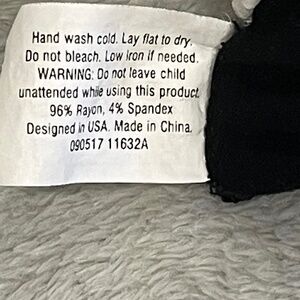 Hand wash cold. Lay flat to dry.
Do not bleach. Low iron if needed.
WARNING: Do not leave child
unattended while using this product.
96% Rayon, 4% Spandex
Designed in USA. Made in China.
090517 11632A